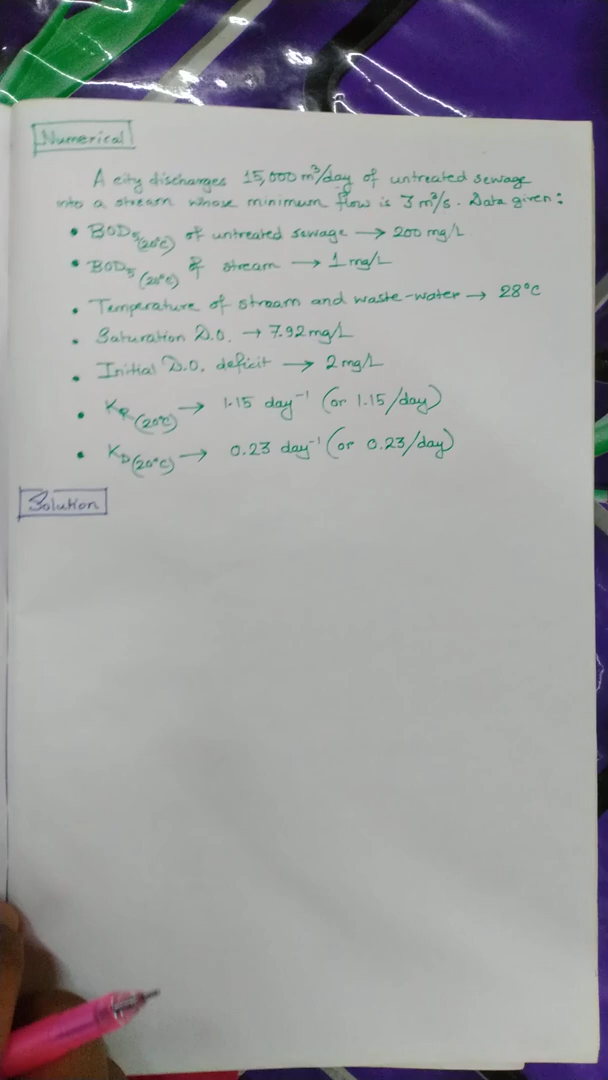 Numerical
A city discharges 15,000 m³/day of untreated sewage
into a stream whose minimum flow is 3 m³/s. Data given:
• BOD₅(20°C) of untreated sewage → 200 mg/L
• BOD₅(20°C) of stream → 1 mg/L
• Temperature of stream and waste-water → 28°C
• Saturation D.O. → 7.92 mg/L
• Initial D.O. deficit → 2 mg/L
• K_R(20°C) → 1.15 day⁻¹ (or 1.15/day)
• K_D(20°C) → 0.23 day⁻¹ (or 0.23/day)
Solution